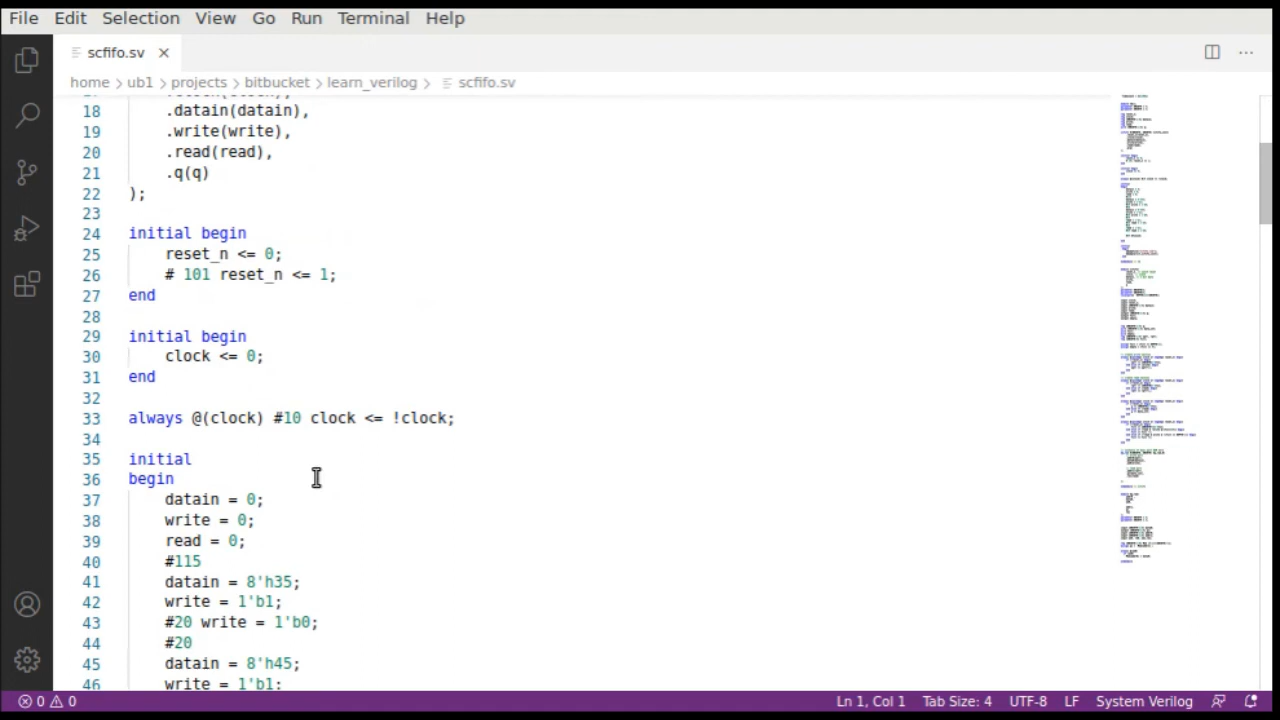 File Edit Selection View Go Run Terminal Help
scfifo.sv
home > ub1 > projects > bitbucket > learn_verilog > scfifo.sv
18 .datain(datain),
19 .write(write),
20 .read(read),
21 .q(q)
22 );
23
24 initial begin
25 reset_n <= 0;
26 # 101 reset_n <= 1;
27 end
28
29 initial begin
30 clock <= 0;
31 end
32
33 always @(clock) #10 clock <= !clock;
34
35 initial
36 begin
37 datain = 0;
38 write = 0;
39 read = 0;
40 #115
41 datain = 8'h35;
42 write = 1'b1;
43 #20 write = 1'b0;
44 #20
45 datain = 8'h45;
46 write = 1'b1;
0 0 Ln 1, Col 1 Tab Size: 4 UTF-8 LF System Verilog